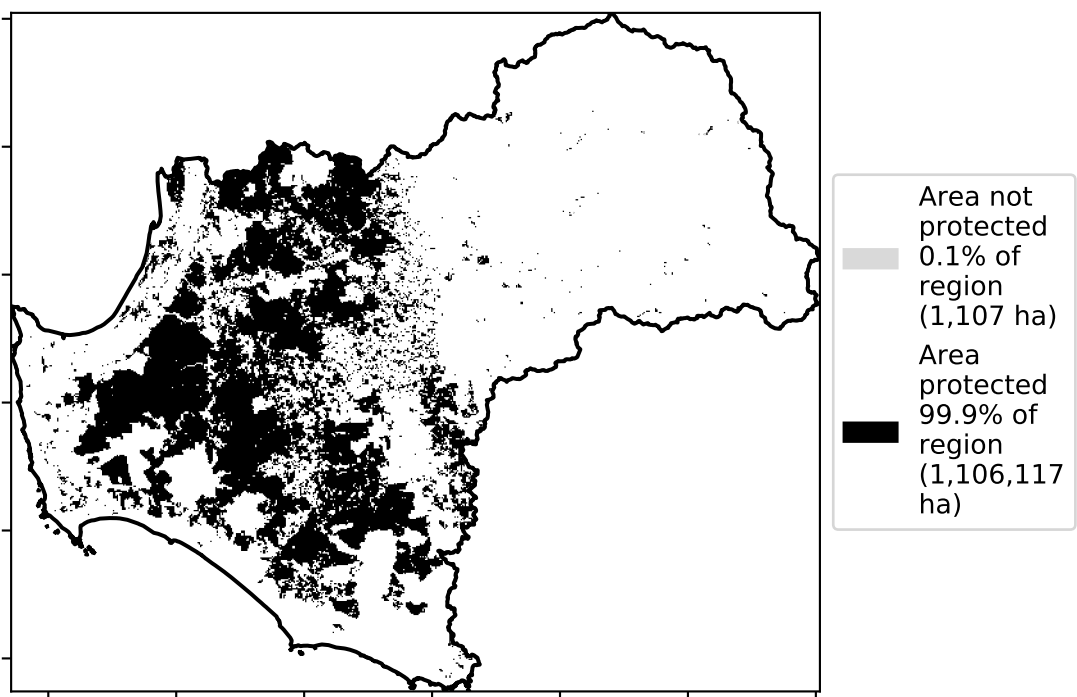 Area not
protected
0.1% of
region
(1,107 ha)
Area
protected
99.9% of
region
(1,106,117
ha)